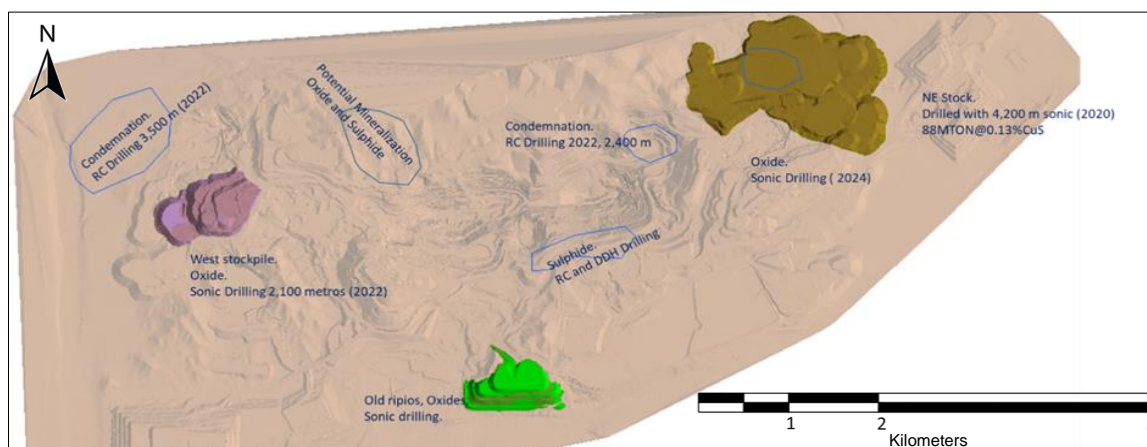 N
Condemnation.
RC Drilling 3,500 m (2022)
Potential Mineralization
Oxide and Sulphide
Condemnation.
RC Drilling 2022, 2,400 m
NE Stock.
Drilled with 4,200 m sonic (2020)
88MTON@0.13%CuS
Oxide.
Sonic Drilling ( 2024)
West stockpile.
Oxide.
Sonic Drilling 2,100 metros (2022)
Sulphide.
RC and DDH Drilling
Old ripios, Oxides
Sonic drilling.
1 2
Kilometers